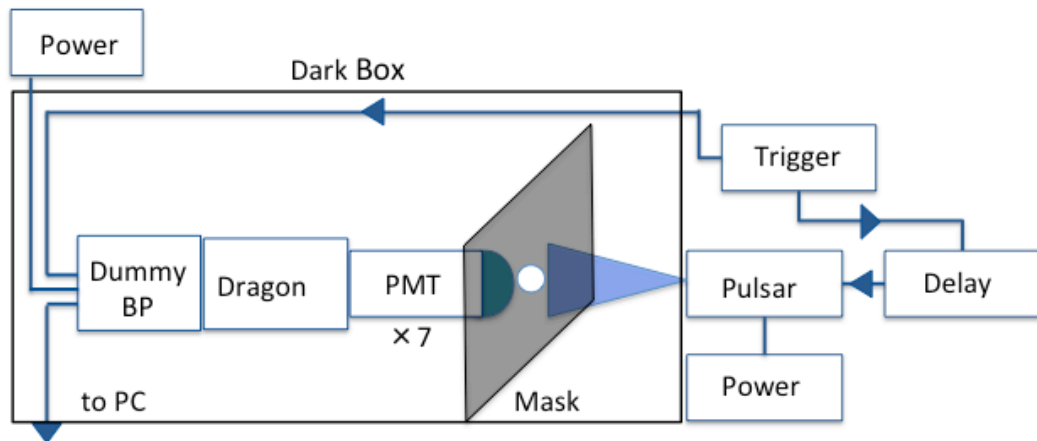 Power
Dark Box
Trigger
Dummy
BP
Dragon
PMT
× 7
Pulsar
Delay
to PC
Mask
Power